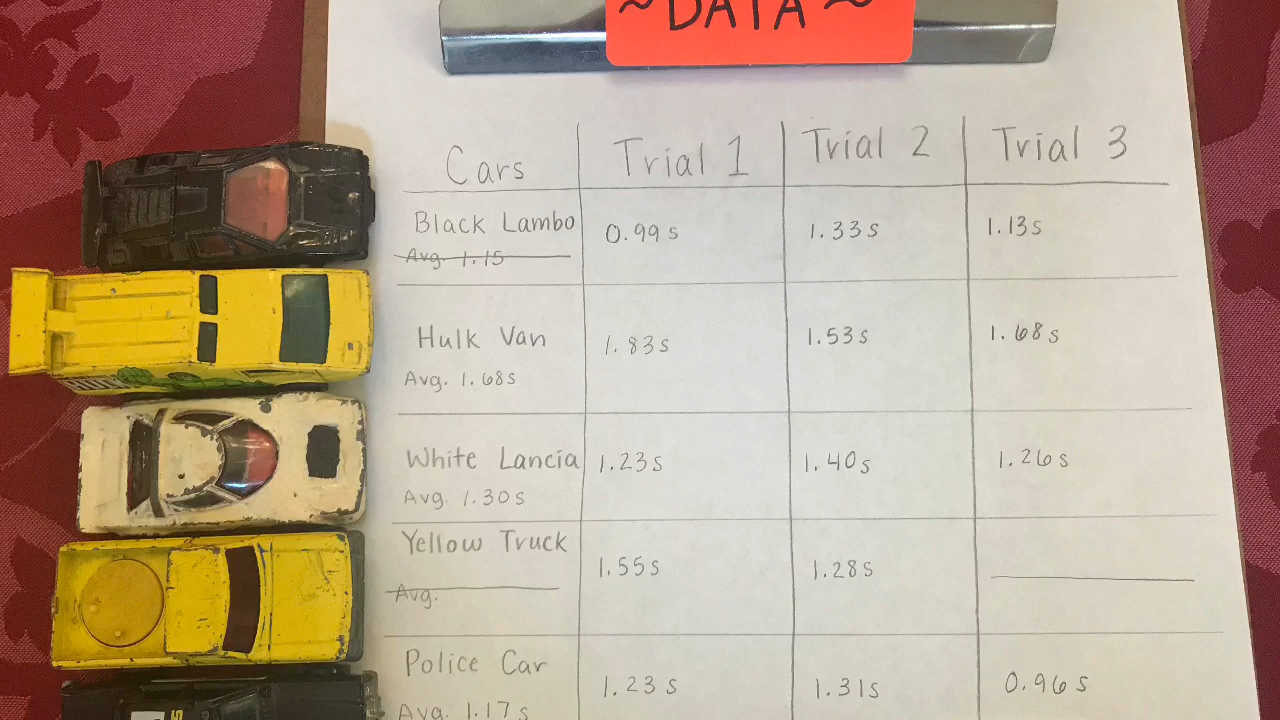 ~DATA~
Cars Trial 1 Trial 2 Trial 3
Black Lambo 0.99s 1.33s 1.13s
Avg. 1.15
Hulk Van 1.83s 1.53s 1.68s
Avg. 1.68s
White Lancia 1.23s 1.40s 1.26s
Avg. 1.30s
Yellow Truck 1.55s 1.28s
Avg.
Police Car 1.23s 1.31s 0.96s
Avg. 1.17s